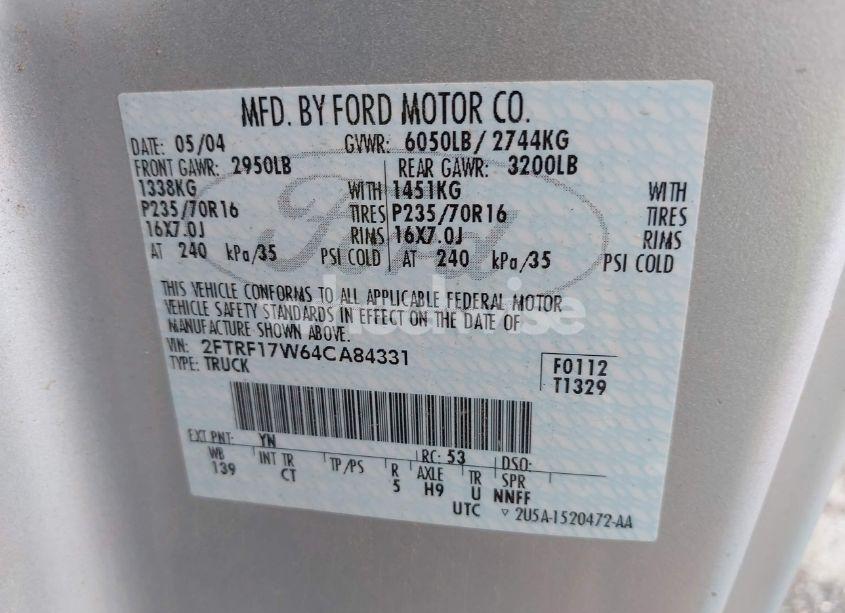 MFD. BY FORD MOTOR CO.
DATE: 05/04 GVWR: 6050LB/ 2744KG
FRONT GAWR: 2950LB REAR GAWR: 3200LB
1338KG WITH 1451KG WITH
P235/70R16 TIRES P235/70R16 TIRES
16X7.0J RIMS 16X7.0J RIMS
AT 240 kPa/35 PSI COLD AT 240 kPa/35 PSI COLD
Ford
THIS VEHICLE CONFORMS TO ALL APPLICABLE FEDERAL MOTOR
VEHICLE SAFETY STANDARDS IN EFFECT ON THE DATE OF
MANUFACTURE SHOWN ABOVE.
VIN: 2FTRF17W64CA84331
TYPE: TRUCK
F0112
T1329
EXT PNT: YN RC: 53 DSO:
WB INT TR TP/PS R AXLE TR SPR
139 CT 5 H9 U NNFF
UTC ▽ 2U5A-1520472-AA